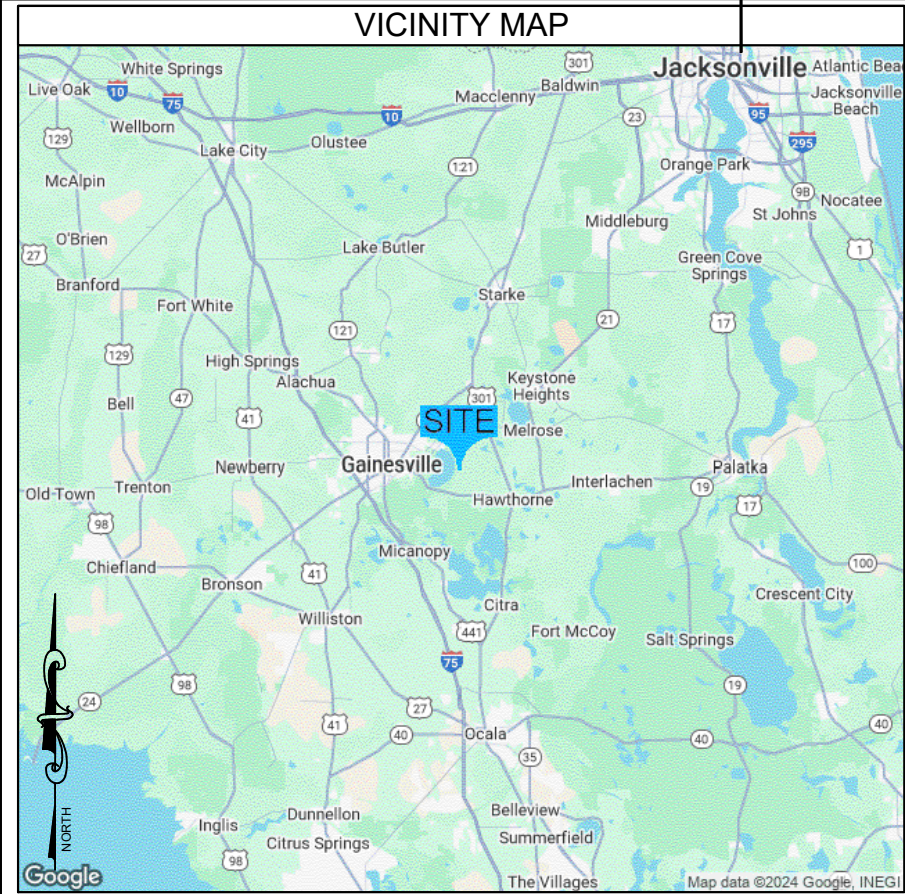 VICINITY MAP
301
Jacksonville
Atlantic Beac
White Springs
Baldwin
Live Oak
10
75
Macclenny
Jacksonville
Beach
10
23
95
Wellborn
129
Olustee
295
Lake City
121
Orange Park
McAlpin
9B
Nocatee
St Johns
Middleburg
O'Brien
Lake Butler
1
27
Green Cove
Springs
Branford
Starke
Fort White
21
17
121
129
High Springs
Keystone
Heights
Alachua
47
301
Bell
41
SITE
Melrose
Gainesville
Newberry
Palatka
Interlachen
Trenton
19
Old Town
Hawthorne
17
98
Micanopy
Chiefland
100
41
Bronson
Crescent City
Citra
Williston
441
Fort McCoy
Salt Springs
75
98
19
24
27
41
40
Ocala
40
40
35
NORTH
Dunnellon
Belleview
Inglis
Citrus Springs
Summerfield
98
Google
The Villages
Map data ©2024 Google, INEGI